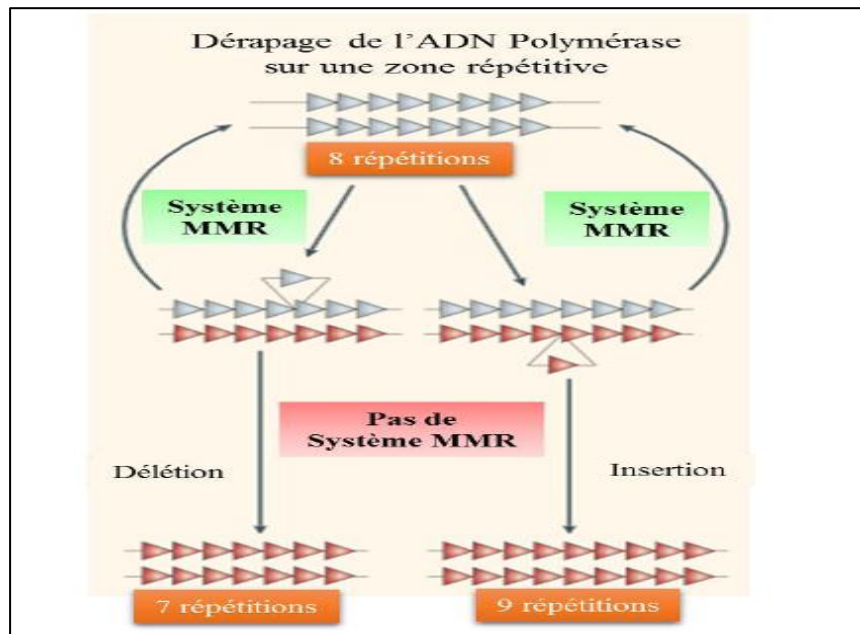 Dérapage de l'ADN Polymérase
sur une zone répétitive
8 répétitions
Système
MMR
Système
MMR
Pas de
Système MMR
Délétion
Insertion
7 répétitions
9 répétitions